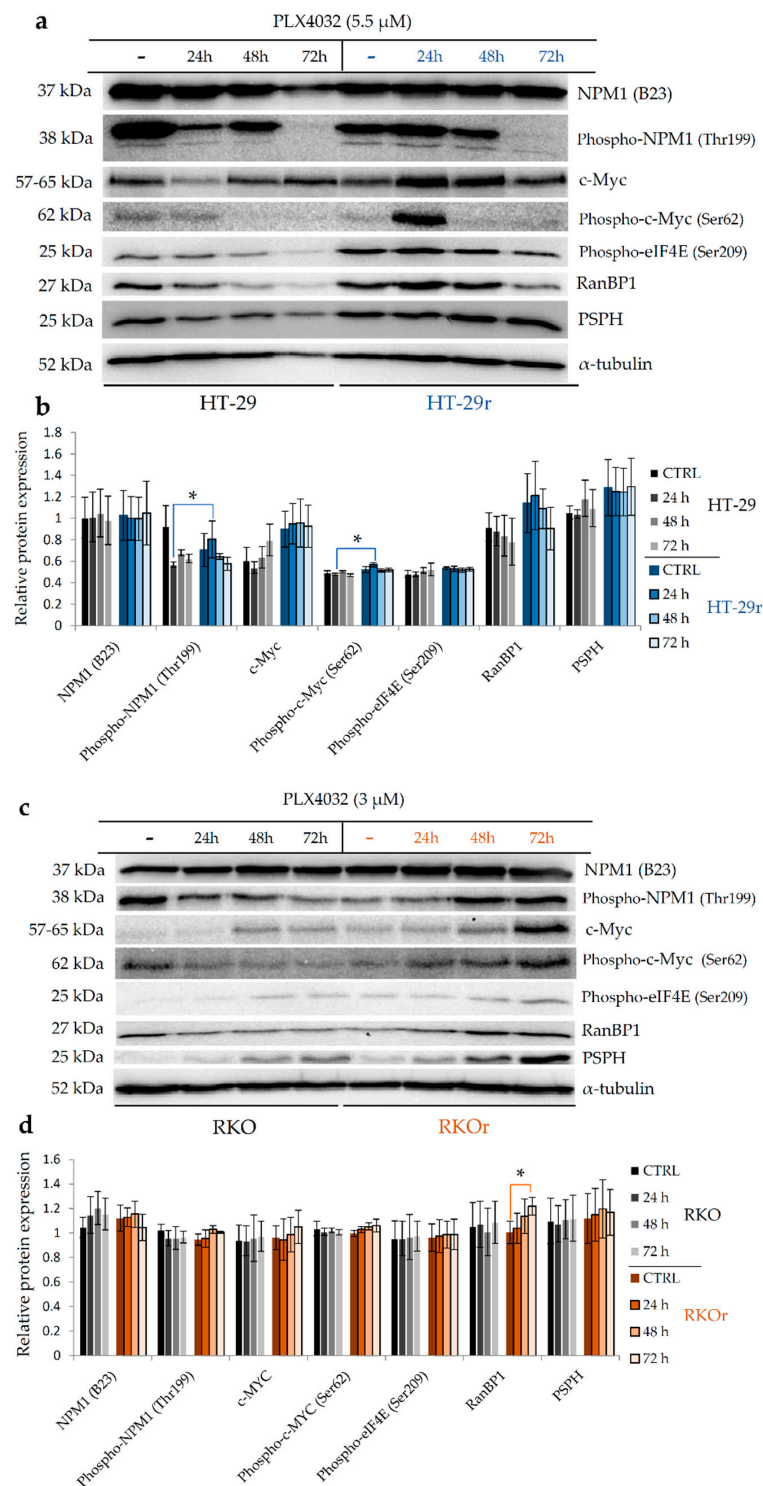 a
PLX4032 (5.5 µM)
– 24h 48h 72h – 24h 48h 72h
37 kDa NPM1 (B23)
38 kDa Phospho-NPM1 (Thr199)
57-65 kDa c-Myc
62 kDa Phospho-c-Myc (Ser62)
25 kDa Phospho-eIF4E (Ser209)
27 kDa RanBP1
25 kDa PSPH
52 kDa α-tubulin
HT-29 HT-29r
b
Relative protein expression
1.8
1.6
1.4
1.2
1
0.8
0.6
0.4
0.2
0
* *
NPM1 (B23)
Phospho-NPM1 (Thr199)
c-Myc
Phospho-c-Myc (Ser62)
Phospho-eIF4E (Ser209)
RanBP1
PSPH
CTRL
24 h
48 h
72 h
HT-29
CTRL
24 h
48 h
72 h
HT-29r
c
PLX4032 (3 µM)
– 24h 48h 72h – 24h 48h 72h
37 kDa NPM1 (B23)
38 kDa Phospho-NPM1 (Thr199)
57-65 kDa c-Myc
62 kDa Phospho-c-Myc (Ser62)
25 kDa Phospho-eIF4E (Ser209)
27 kDa RanBP1
25 kDa PSPH
52 kDa α-tubulin
RKO RKOr
d
Relative protein expression
1.6
1.4
1.2
1
0.8
0.6
0.4
0.2
0
*
NPM1 (B23)
Phospho-NPM1 (Thr199)
c-MYC
Phospho-c-MYC (Ser62)
Phospho-eIF4E (Ser209)
RanBP1
PSPH
CTRL
24 h
48 h
72 h
RKO
CTRL
24 h
48 h
72 h
RKOr